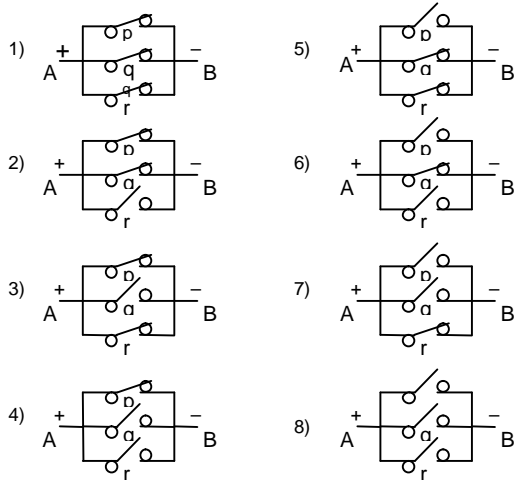 p
1) + −
A q B
q
r
p
2) + −
A q B
r
p
3) + −
A q B
r
p
4) + −
A q B
r
p
5) + −
A q B
r
p
6) + −
A q B
r
p
7) + −
A q B
r
p
8) + −
A q B
r